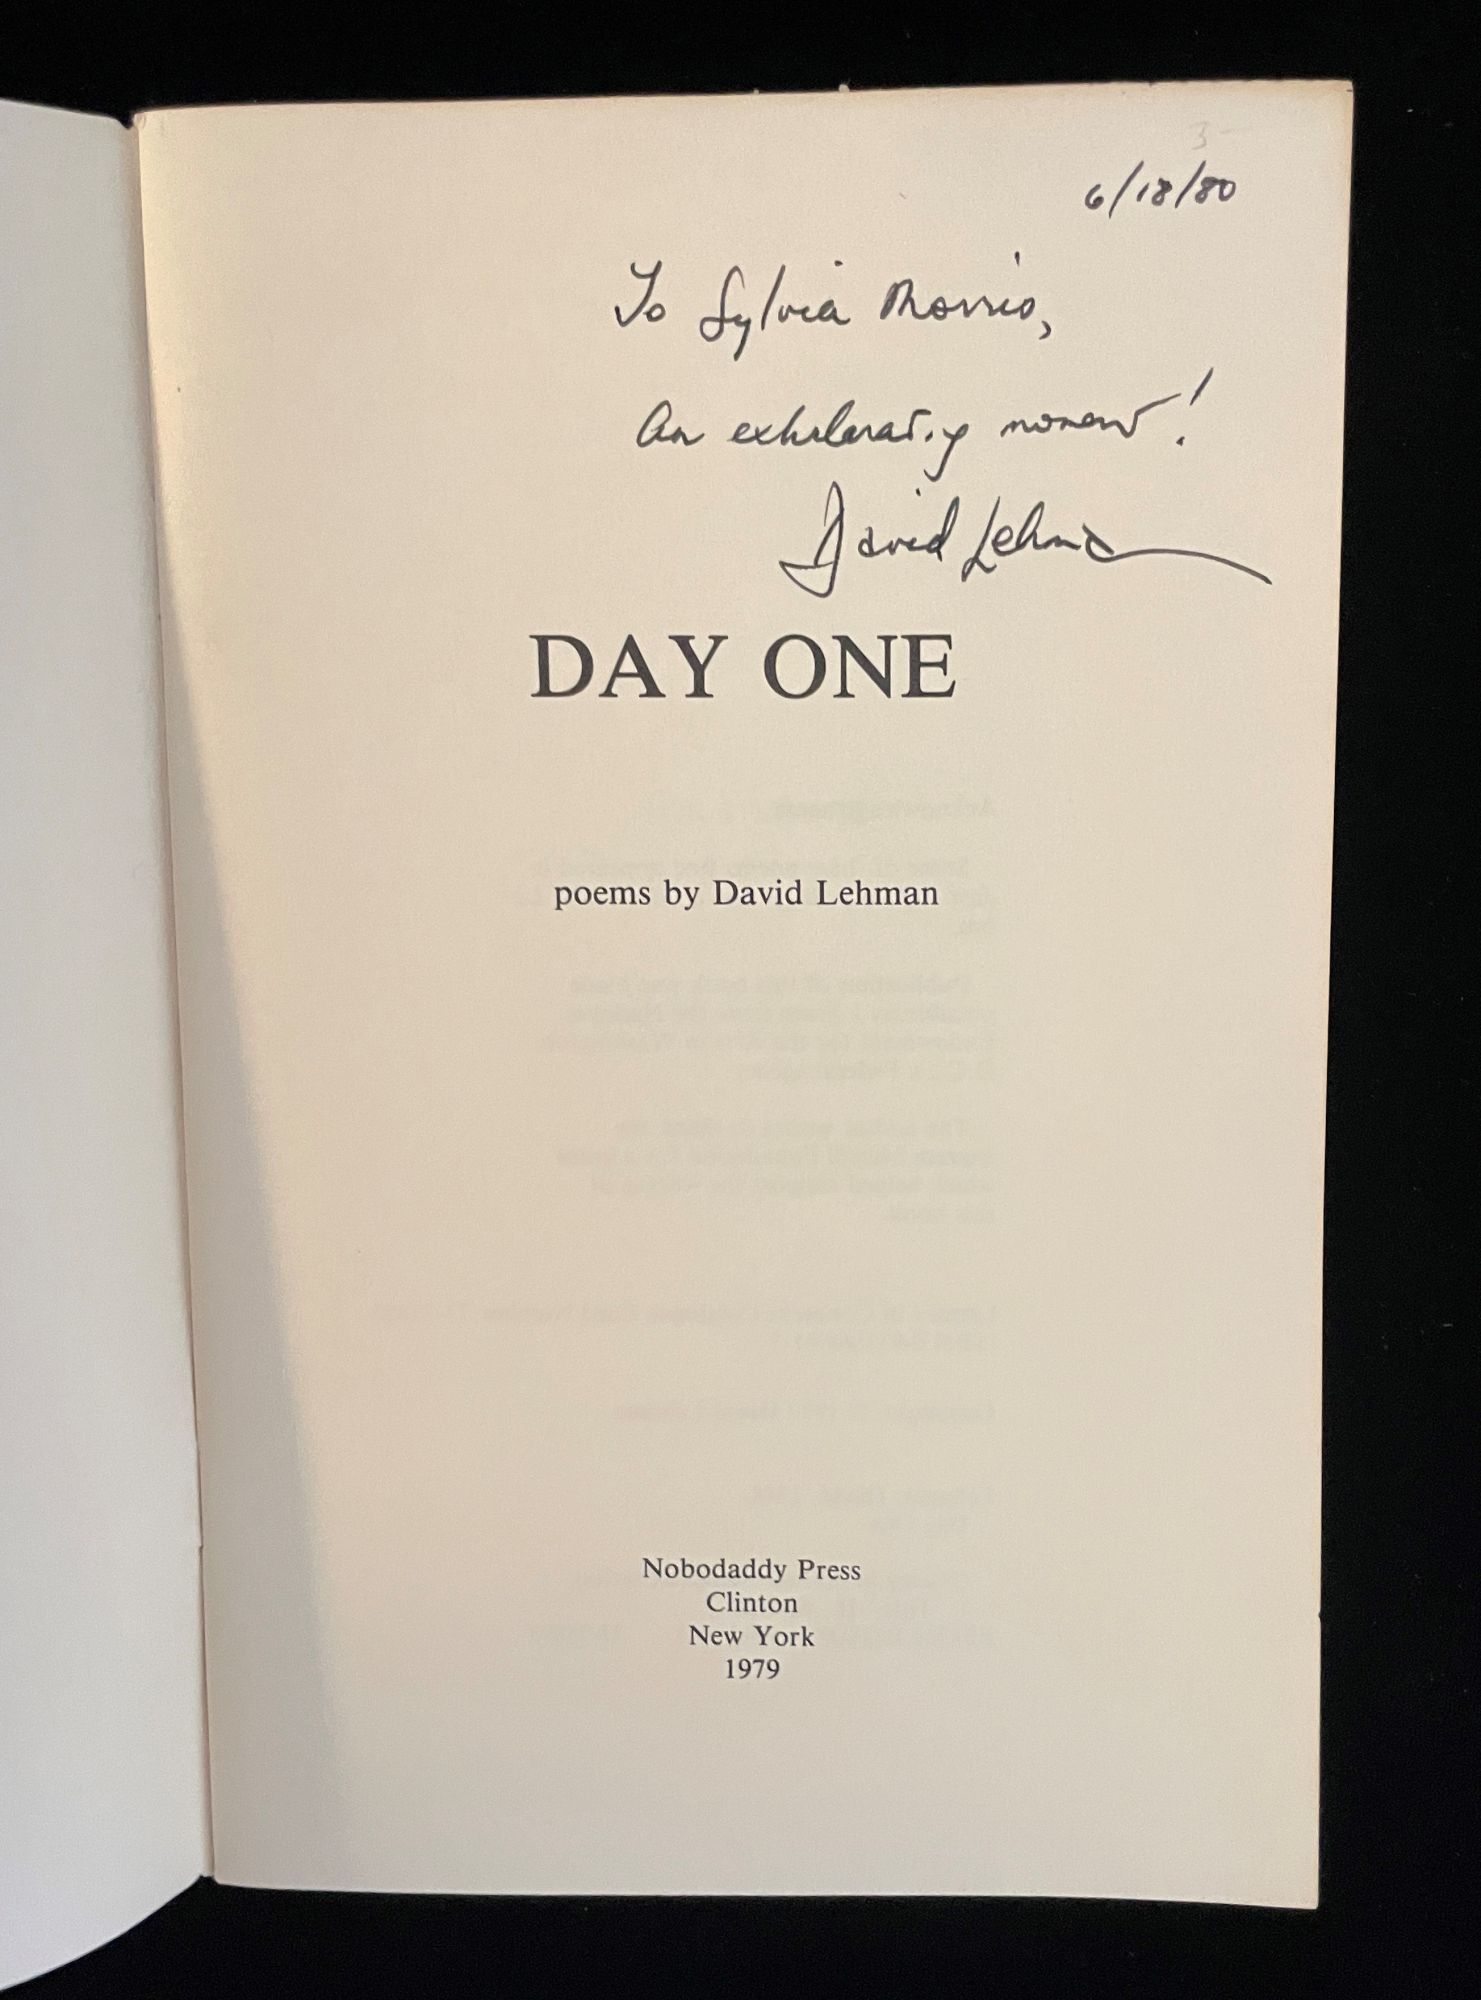 3-
6/18/80
To Sylvia Morris,
An exhilarating moment!
David Lehman
DAY ONE
poems by David Lehman
Nobodaddy Press
Clinton
New York
1979